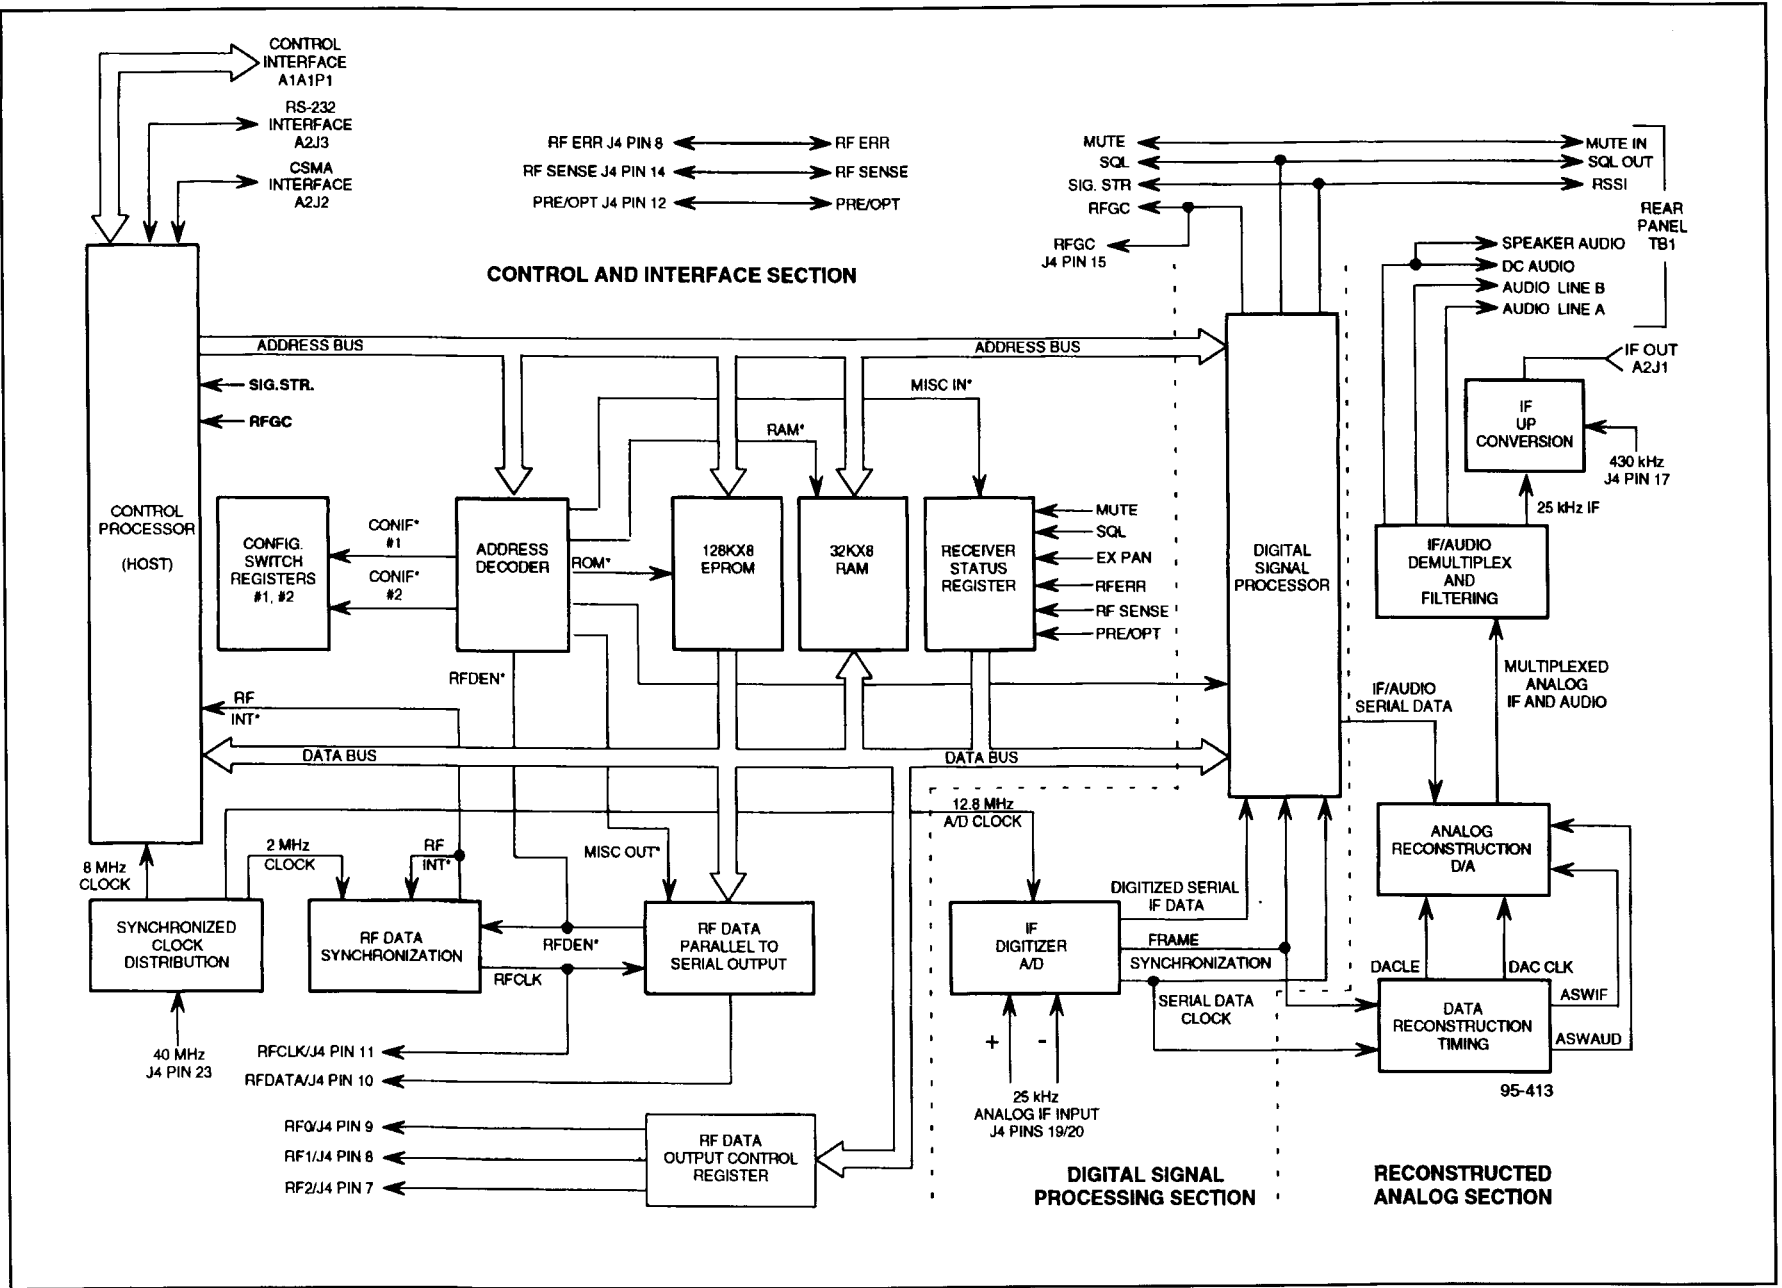 CONTROL
INTERFACE
A1A1P1
RS-232
INTERFACE
A2J3
CSMA
INTERFACE
A2J2
RF ERR J4 PIN 8
RF ERR
RF SENSE J4 PIN 14
RF SENSE
PRE/OPT J4 PIN 12
PRE/OPT
MUTE
SQL
SIG. STR
RFGC
RFGC
J4 PIN 15
MUTE IN
SQL OUT
RSSI
REAR
PANEL
TB1
SPEAKER AUDIO
DC AUDIO
AUDIO LINE B
AUDIO LINE A
IF OUT
A2J1
CONTROL AND INTERFACE SECTION
ADDRESS BUS
ADDRESS BUS
SIG.STR.
RFGC
MISC IN*
RAM*
IF
UP
CONVERSION
430 kHz
J4 PIN 17
25 kHz IF
CONTROL
PROCESSOR
(HOST)
CONFIG.
SWITCH
REGISTERS
#1, #2
CONIF*
#1
CONIF*
#2
ADDRESS
DECODER
ROM*
128KX8
EPROM
32KX8
RAM
RECEIVER
STATUS
REGISTER
MUTE
SQL
EX PAN
RFERR
RF SENSE
PRE/OPT
DIGITAL
SIGNAL
PROCESSOR
IF/AUDIO
DEMULTIPLEX
AND
FILTERING
RFDEN*
RF
INT*
DATA BUS
DATA BUS
IF/AUDIO
SERIAL DATA
MULTIPLEXED
ANALOG
IF AND AUDIO
12.8 MHz
A/D CLOCK
8 MHz
CLOCK
2 MHz
CLOCK
RF
INT*
MISC OUT*
ANALOG
RECONSTRUCTION
D/A
SYNCHRONIZED
CLOCK
DISTRIBUTION
RF DATA
SYNCHRONIZATION
RFDEN*
RFCLK
RF DATA
PARALLEL TO
SERIAL OUTPUT
IF
DIGITIZER
A/D
DIGITIZED SERIAL
IF DATA
FRAME
SYNCHRONIZATION
SERIAL DATA
CLOCK
DACLE
DAC CLK
ASWIF
ASWAUD
DATA
RECONSTRUCTION
TIMING
95-413
40 MHz
J4 PIN 23
RFCLK/J4 PIN 11
RFDATA/J4 PIN 10
+
-
25 kHz
ANALOG IF INPUT
J4 PINS 19/20
RF0/J4 PIN 9
RF1/J4 PIN 8
RF2/J4 PIN 7
RF DATA
OUTPUT CONTROL
REGISTER
DIGITAL SIGNAL
PROCESSING SECTION
RECONSTRUCTED
ANALOG SECTION